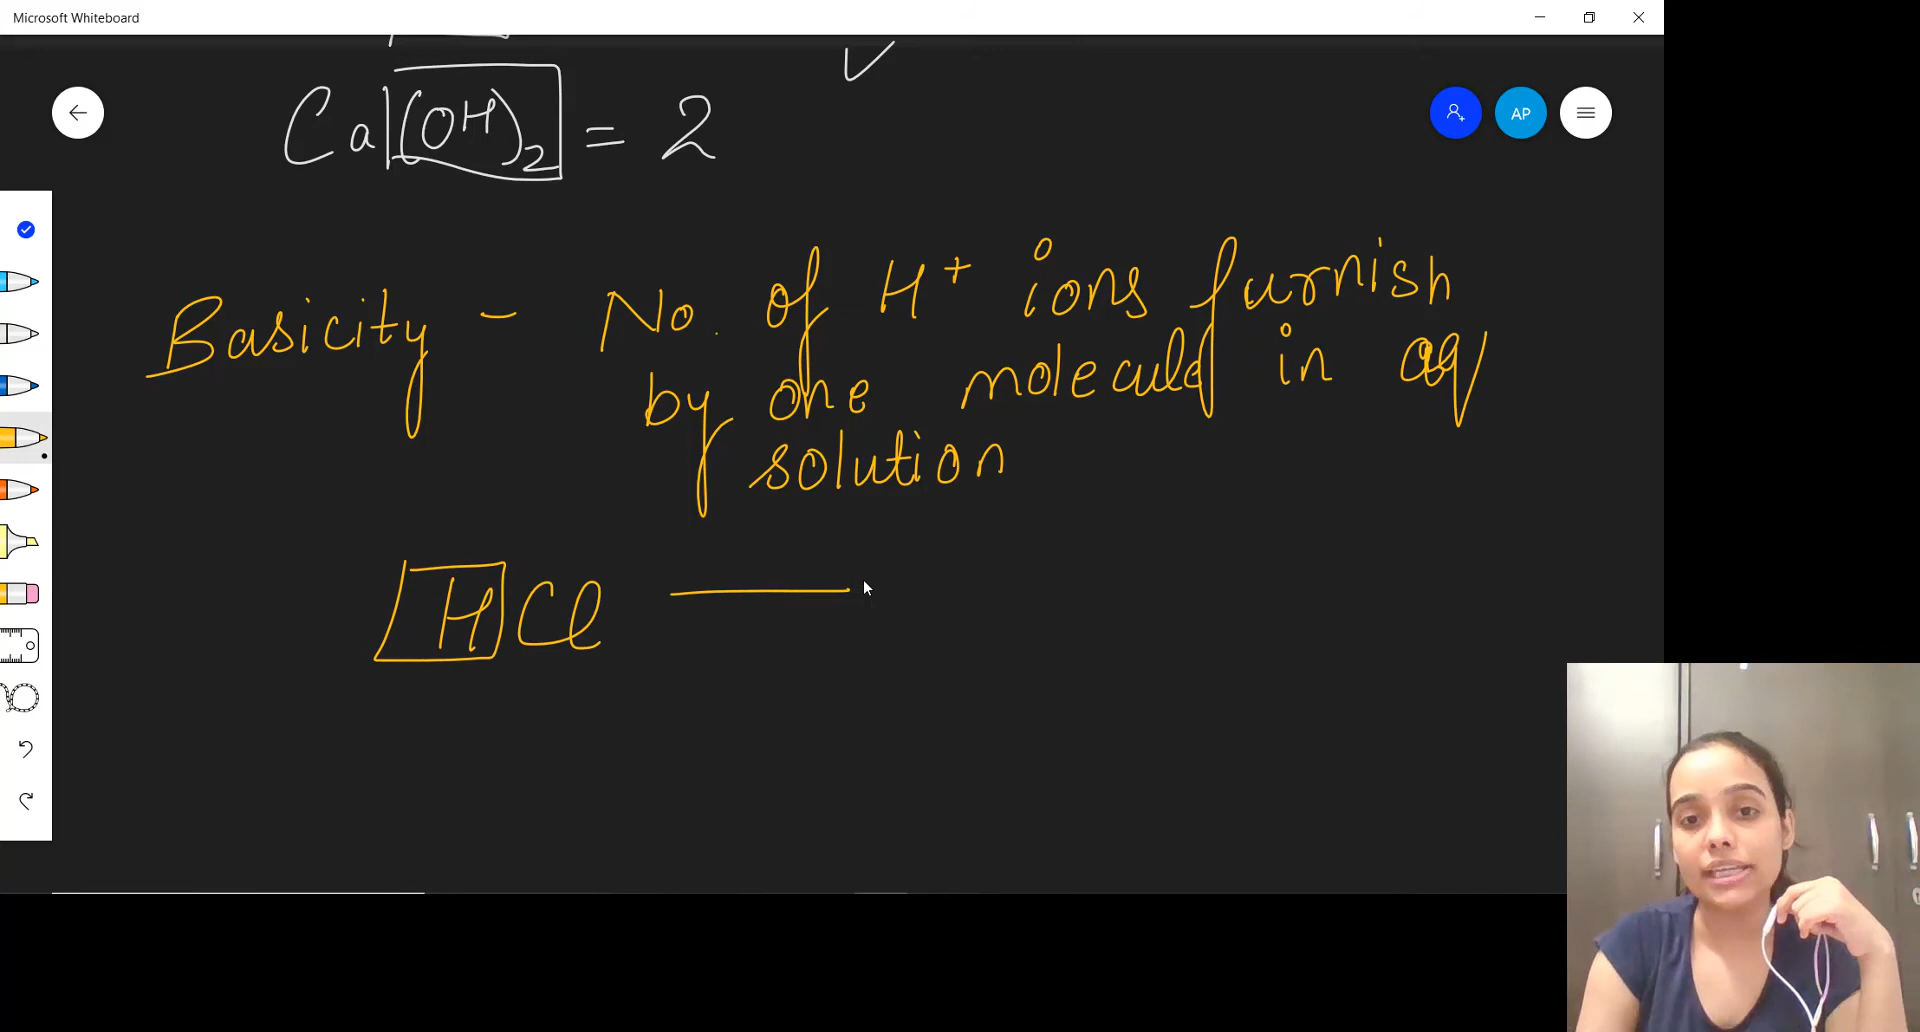 Microsoft Whiteboard
AP
Ca(OH)₂ = 2
Basicity - No. of H⁺ ions furnish
by one molecule in aq
solution
HCl